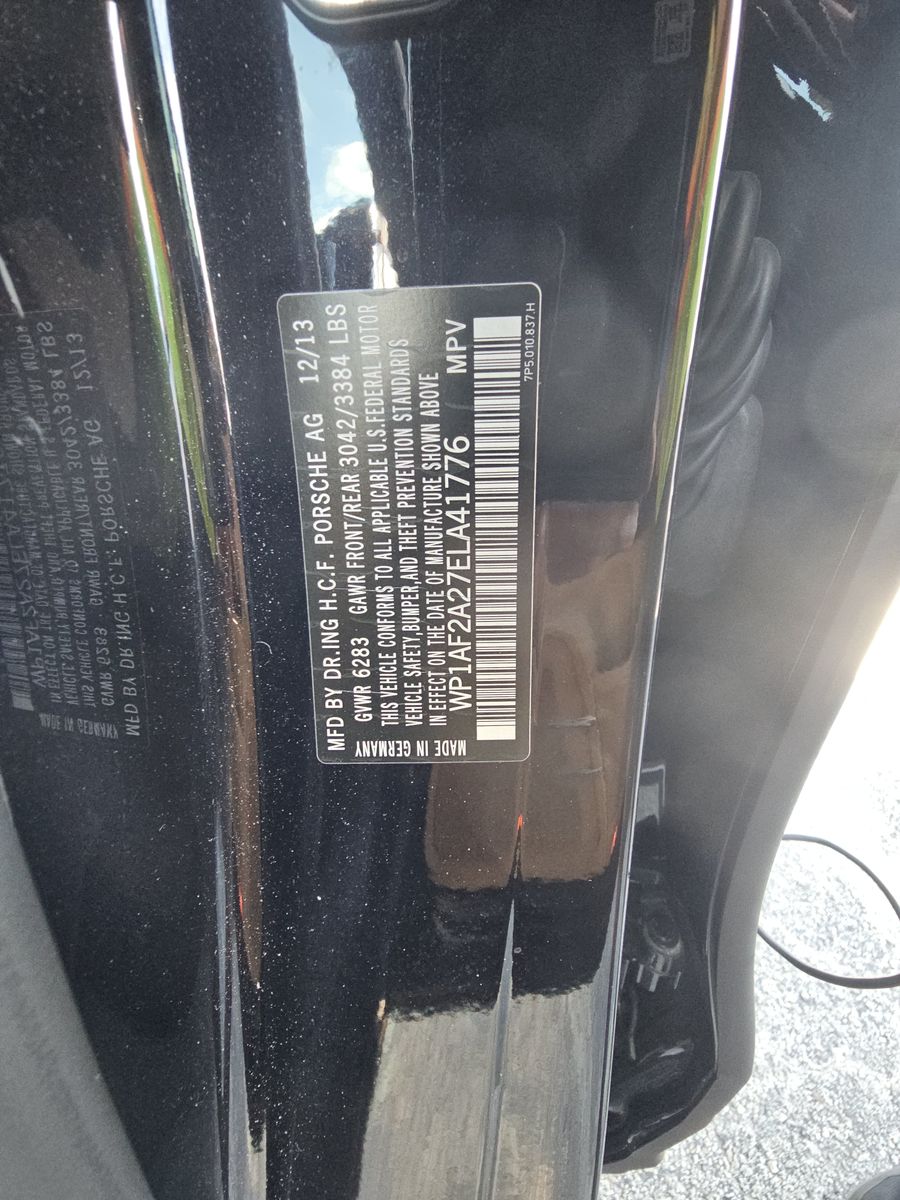 MFD BY DR.ING H.C.F. PORSCHE AG 12/13
GVWR 6283 GAWR FRONT/REAR 3042/3384 LBS
THIS VEHICLE CONFORMS TO ALL APPLICABLE U.S.FEDERAL MOTOR
VEHICLE SAFETY,BUMPER,AND THEFT PREVENTION STANDARDS
IN EFFECT ON THE DATE OF MANUFACTURE SHOWN ABOVE
WP1AF2A27ELA41776 MPV
MADE IN GERMANY
7P5.010.837.H